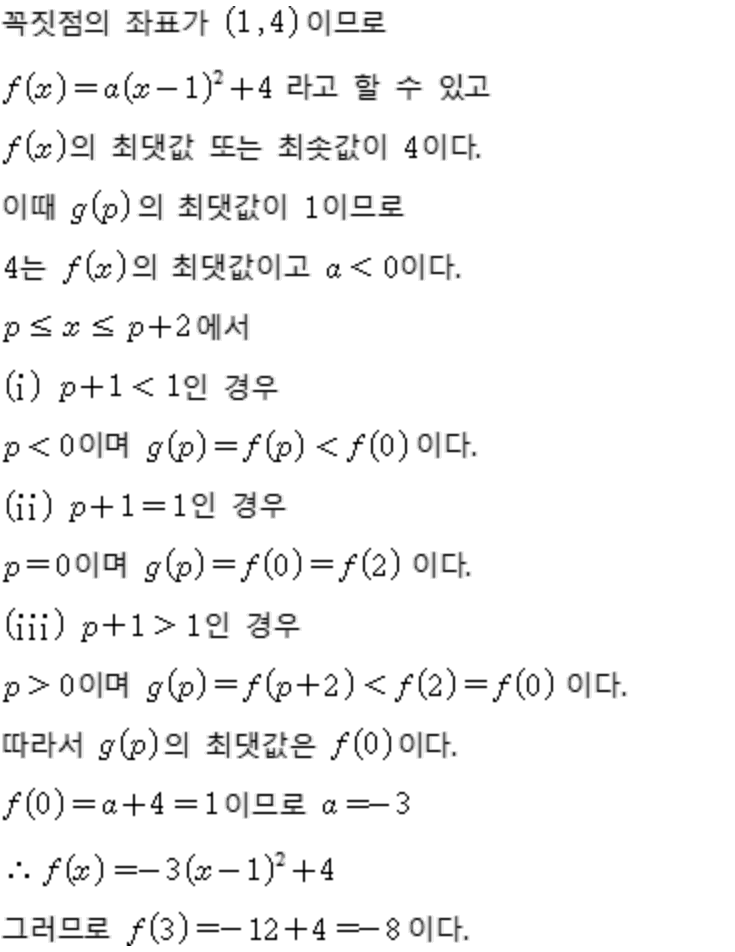 꼭짓점의 좌표가 (1,4)이므로
f(x)=a(x−1)²+4 라고 할 수 있고
f(x)의 최댓값 또는 최솟값이 4이다.
이때 g(p)의 최댓값이 1이므로
4는 f(x)의 최댓값이고 a<0이다.
p≤x≤p+2에서
(i) p+1<1인 경우
p<0이며 g(p)=f(p)<f(0)이다.
(ii) p+1=1인 경우
p=0이며 g(p)=f(0)=f(2) 이다.
(iii) p+1>1인 경우
p>0이며 g(p)=f(p+2)<f(2)=f(0) 이다.
따라서 g(p)의 최댓값은 f(0)이다.
f(0)=a+4=1이므로 a=−3
∴ f(x)=−3(x−1)²+4
그러므로 f(3)=−12+4=−8이다.